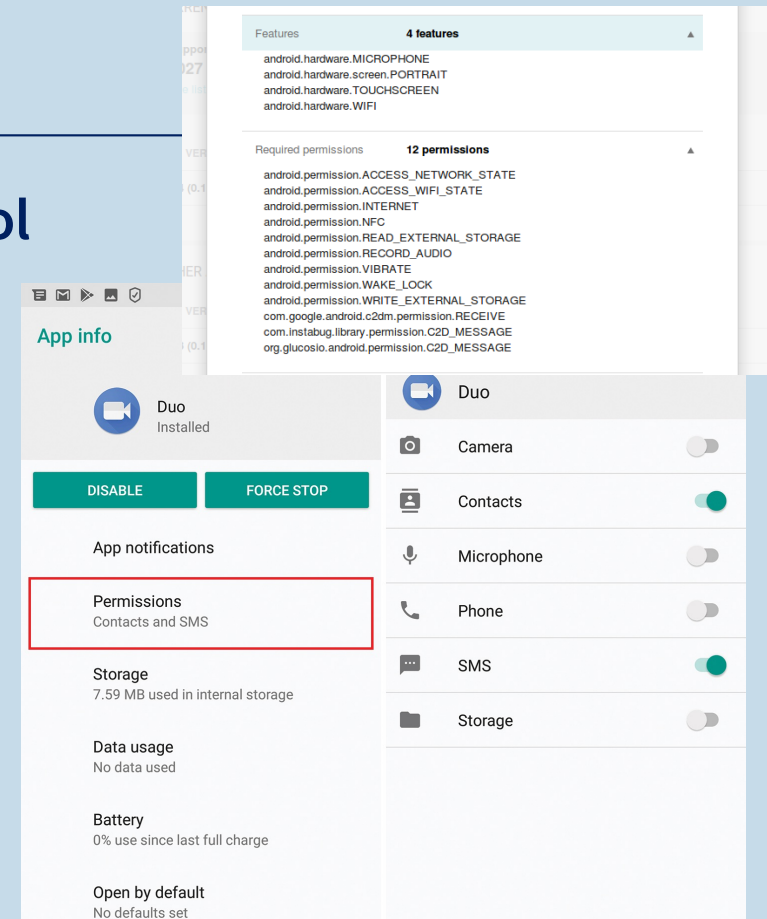 Features 4 features
android.hardware.MICROPHONE
android.hardware.screen.PORTRAIT
android.hardware.TOUCHSCREEN
android.hardware.WIFI
Required permissions 12 permissions
android.permission.ACCESS_NETWORK_STATE
android.permission.ACCESS_WIFI_STATE
android.permission.INTERNET
android.permission.NFC
android.permission.READ_EXTERNAL_STORAGE
android.permission.RECORD_AUDIO
android.permission.VIBRATE
android.permission.WAKE_LOCK
android.permission.WRITE_EXTERNAL_STORAGE
com.google.android.c2dm.permission.RECEIVE
com.instabug.library.permission.C2D_MESSAGE
org.glucosio.android.permission.C2D_MESSAGE
ol
App info
Duo
Installed
DISABLE FORCE STOP
App notifications
Permissions
Contacts and SMS
Storage
7.59 MB used in internal storage
Data usage
No data used
Battery
0% use since last full charge
Open by default
No defaults set
Duo
Camera
Contacts
Microphone
Phone
SMS
Storage